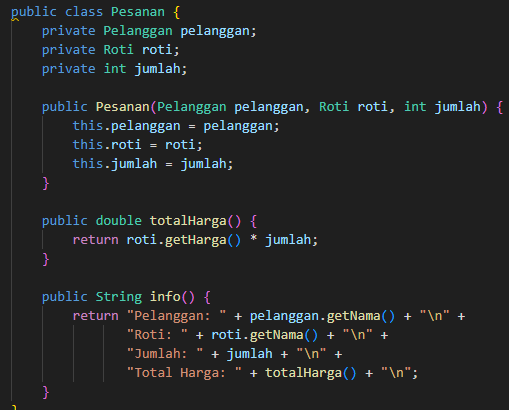 public class Pesanan {
    private Pelanggan pelanggan;
    private Roti roti;
    private int jumlah;

    public Pesanan(Pelanggan pelanggan, Roti roti, int jumlah) {
        this.pelanggan = pelanggan;
        this.roti = roti;
        this.jumlah = jumlah;
    }

    public double totalHarga() {
        return roti.getHarga() * jumlah;
    }

    public String info() {
        return "Pelanggan: " + pelanggan.getNama() + "\n" +
               "Roti: " + roti.getNama() + "\n" +
               "Jumlah: " + jumlah + "\n" +
               "Total Harga: " + totalHarga() + "\n";
    }
}